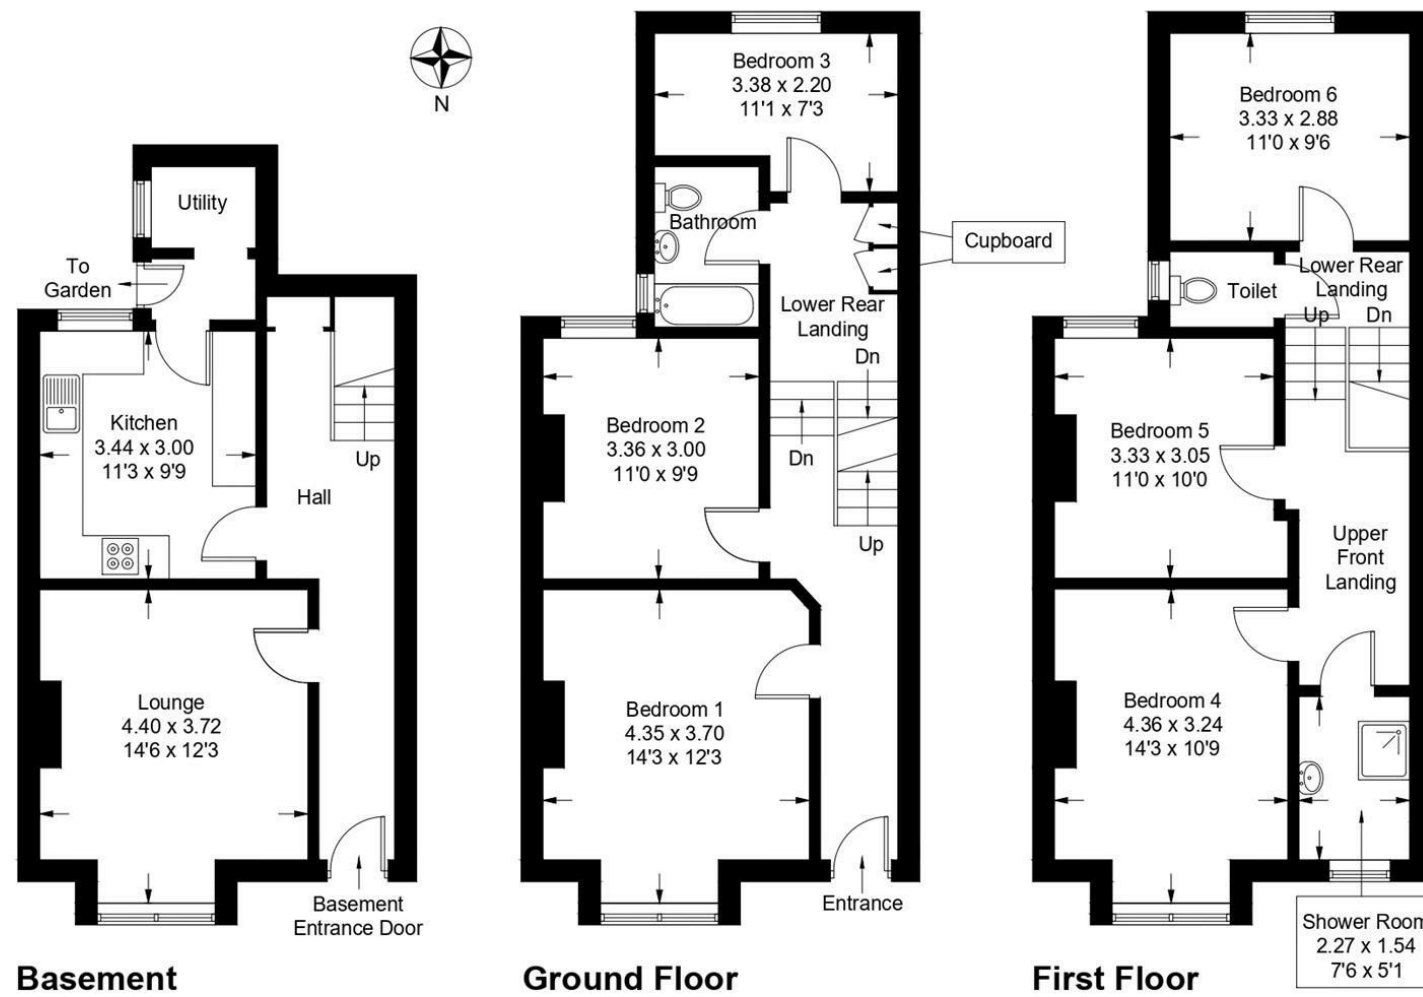 N
Utility
To
Garden
Kitchen
3.44 x 3.00
11'3 x 9'9
Up
Hall
Lounge
4.40 x 3.72
14'6 x 12'3
Basement
Entrance Door
Basement
Bedroom 3
3.38 x 2.20
11'1 x 7'3
Bathroom
Cupboard
Lower Rear
Landing
Dn
Bedroom 2
3.36 x 3.00
11'0 x 9'9
Dn
Up
Bedroom 1
4.35 x 3.70
14'3 x 12'3
Entrance
Ground Floor
Bedroom 6
3.33 x 2.88
11'0 x 9'6
Lower Rear
Landing
Toilet
Up
Dn
Bedroom 5
3.33 x 3.05
11'0 x 10'0
Upper
Front
Landing
Bedroom 4
4.36 x 3.24
14'3 x 10'9
Shower Room
2.27 x 1.54
7'6 x 5'1
First Floor